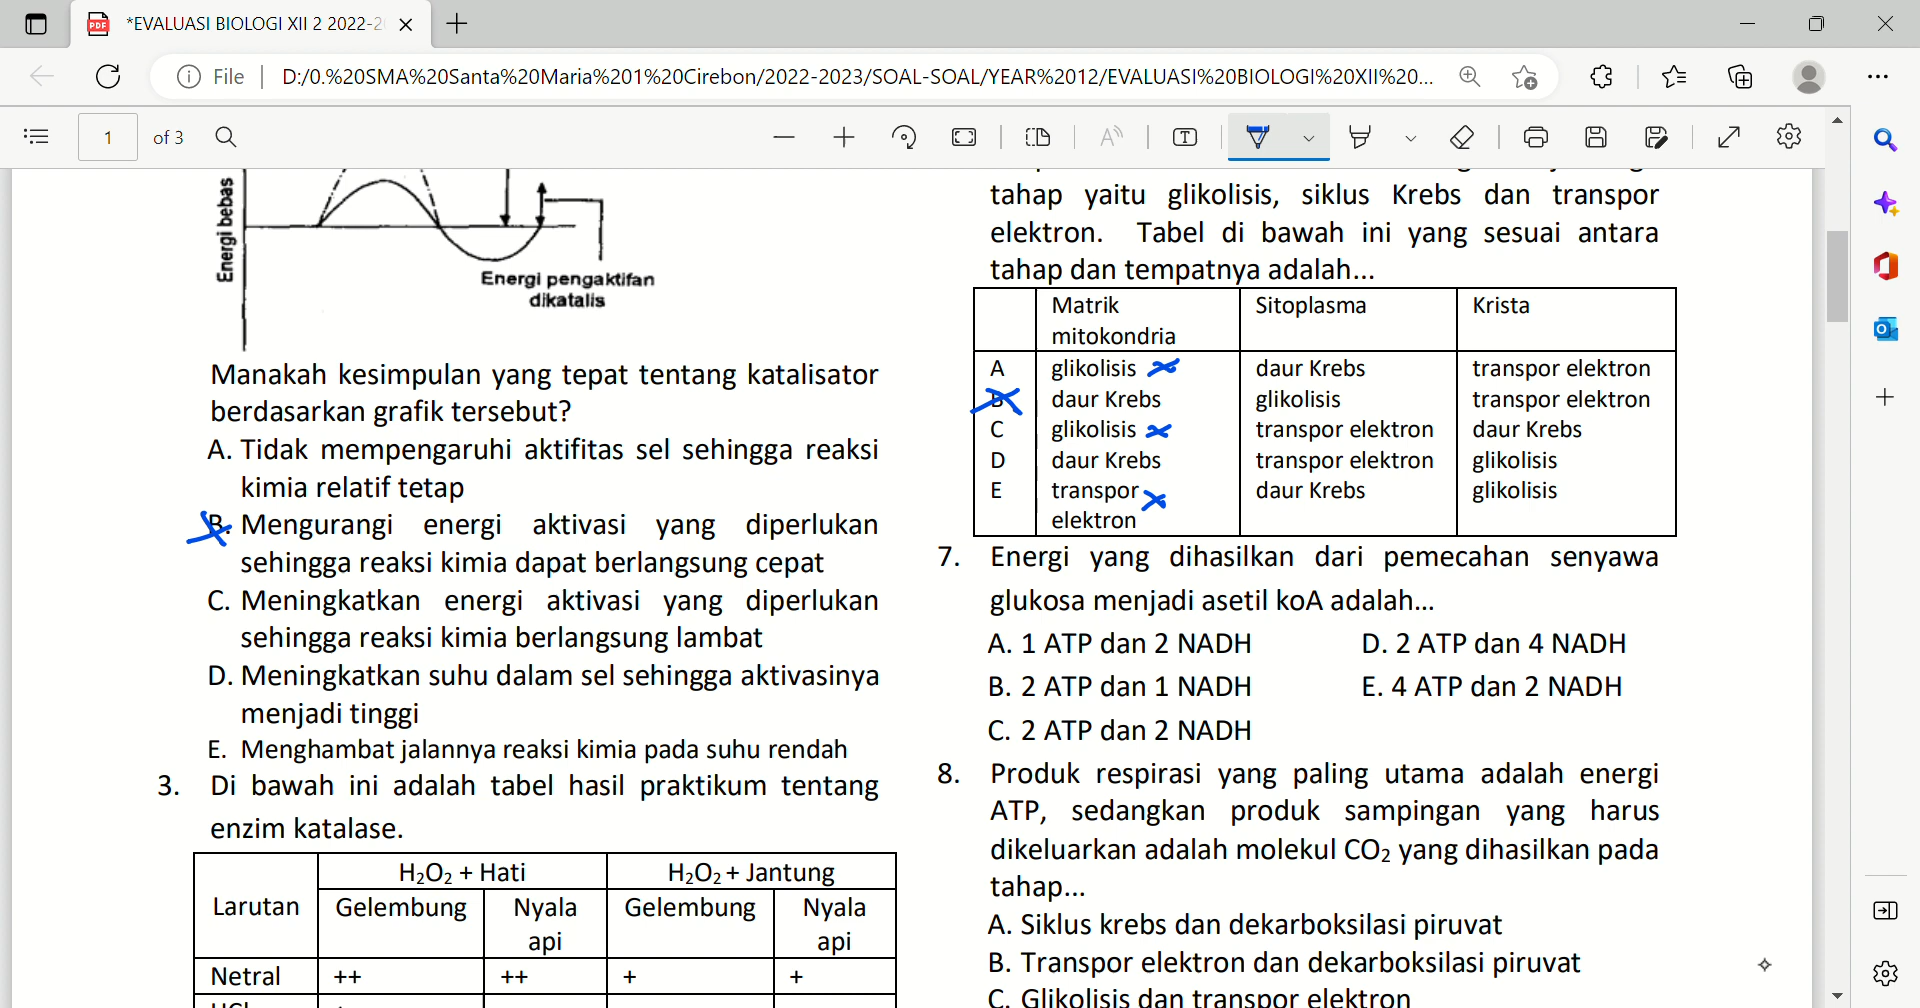 *EVALUASI BIOLOGI XII 2 2022-2
File
D:/0.%20SMA%20Santa%20Maria%201%20Cirebon/2022-2023/SOAL-SOAL/YEAR%2012/EVALUASI%20BIOLOGI%20XII%20...
1 of 3
Energi bebas
Energi pengaktifan
dikatalis
Manakah kesimpulan yang tepat tentang katalisator
berdasarkan grafik tersebut?
A. Tidak mempengaruhi aktifitas sel sehingga reaksi
kimia relatif tetap
B. Mengurangi energi aktivasi yang diperlukan
sehingga reaksi kimia dapat berlangsung cepat
C. Meningkatkan energi aktivasi yang diperlukan
sehingga reaksi kimia berlangsung lambat
D. Meningkatkan suhu dalam sel sehingga aktivasinya
menjadi tinggi
E. Menghambat jalannya reaksi kimia pada suhu rendah
3. Di bawah ini adalah tabel hasil praktikum tentang
enzim katalase.
Larutan H₂O₂ + Hati H₂O₂ + Jantung
Gelembung Nyala api Gelembung Nyala api
Netral ++ ++ + +
tahap yaitu glikolisis, siklus Krebs dan transpor
elektron. Tabel di bawah ini yang sesuai antara
tahap dan tempatnya adalah...
Matrik mitokondria Sitoplasma Krista
A glikolisis daur Krebs transpor elektron
B daur Krebs glikolisis transpor elektron
C glikolisis transpor elektron daur Krebs
D daur Krebs transpor elektron glikolisis
E transpor elektron daur Krebs glikolisis
7. Energi yang dihasilkan dari pemecahan senyawa
glukosa menjadi asetil koA adalah...
A. 1 ATP dan 2 NADH D. 2 ATP dan 4 NADH
B. 2 ATP dan 1 NADH E. 4 ATP dan 2 NADH
C. 2 ATP dan 2 NADH
8. Produk respirasi yang paling utama adalah energi
ATP, sedangkan produk sampingan yang harus
dikeluarkan adalah molekul CO₂ yang dihasilkan pada
tahap...
A. Siklus krebs dan dekarboksilasi piruvat
B. Transpor elektron dan dekarboksilasi piruvat
C. Glikolisis dan transpor elektron